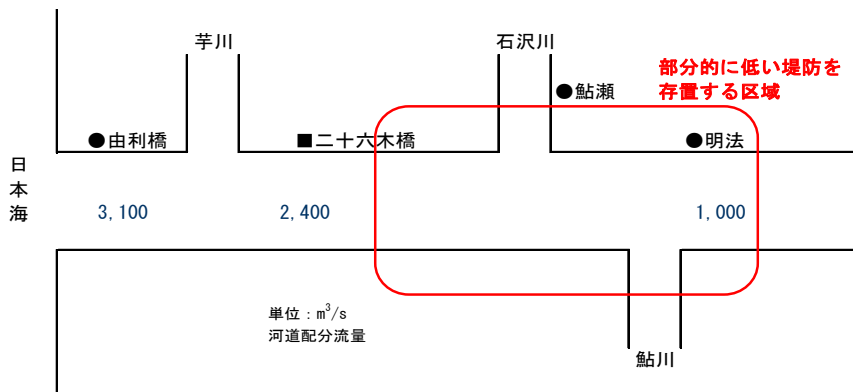 芋川
石沢川
部分的に低い堤防を
存置する区域
●鮎瀬
●由利橋
■二十六木橋
●明法
日本海
3,100
2,400
1,000
単位：m³/s
河道配分流量
鮎川